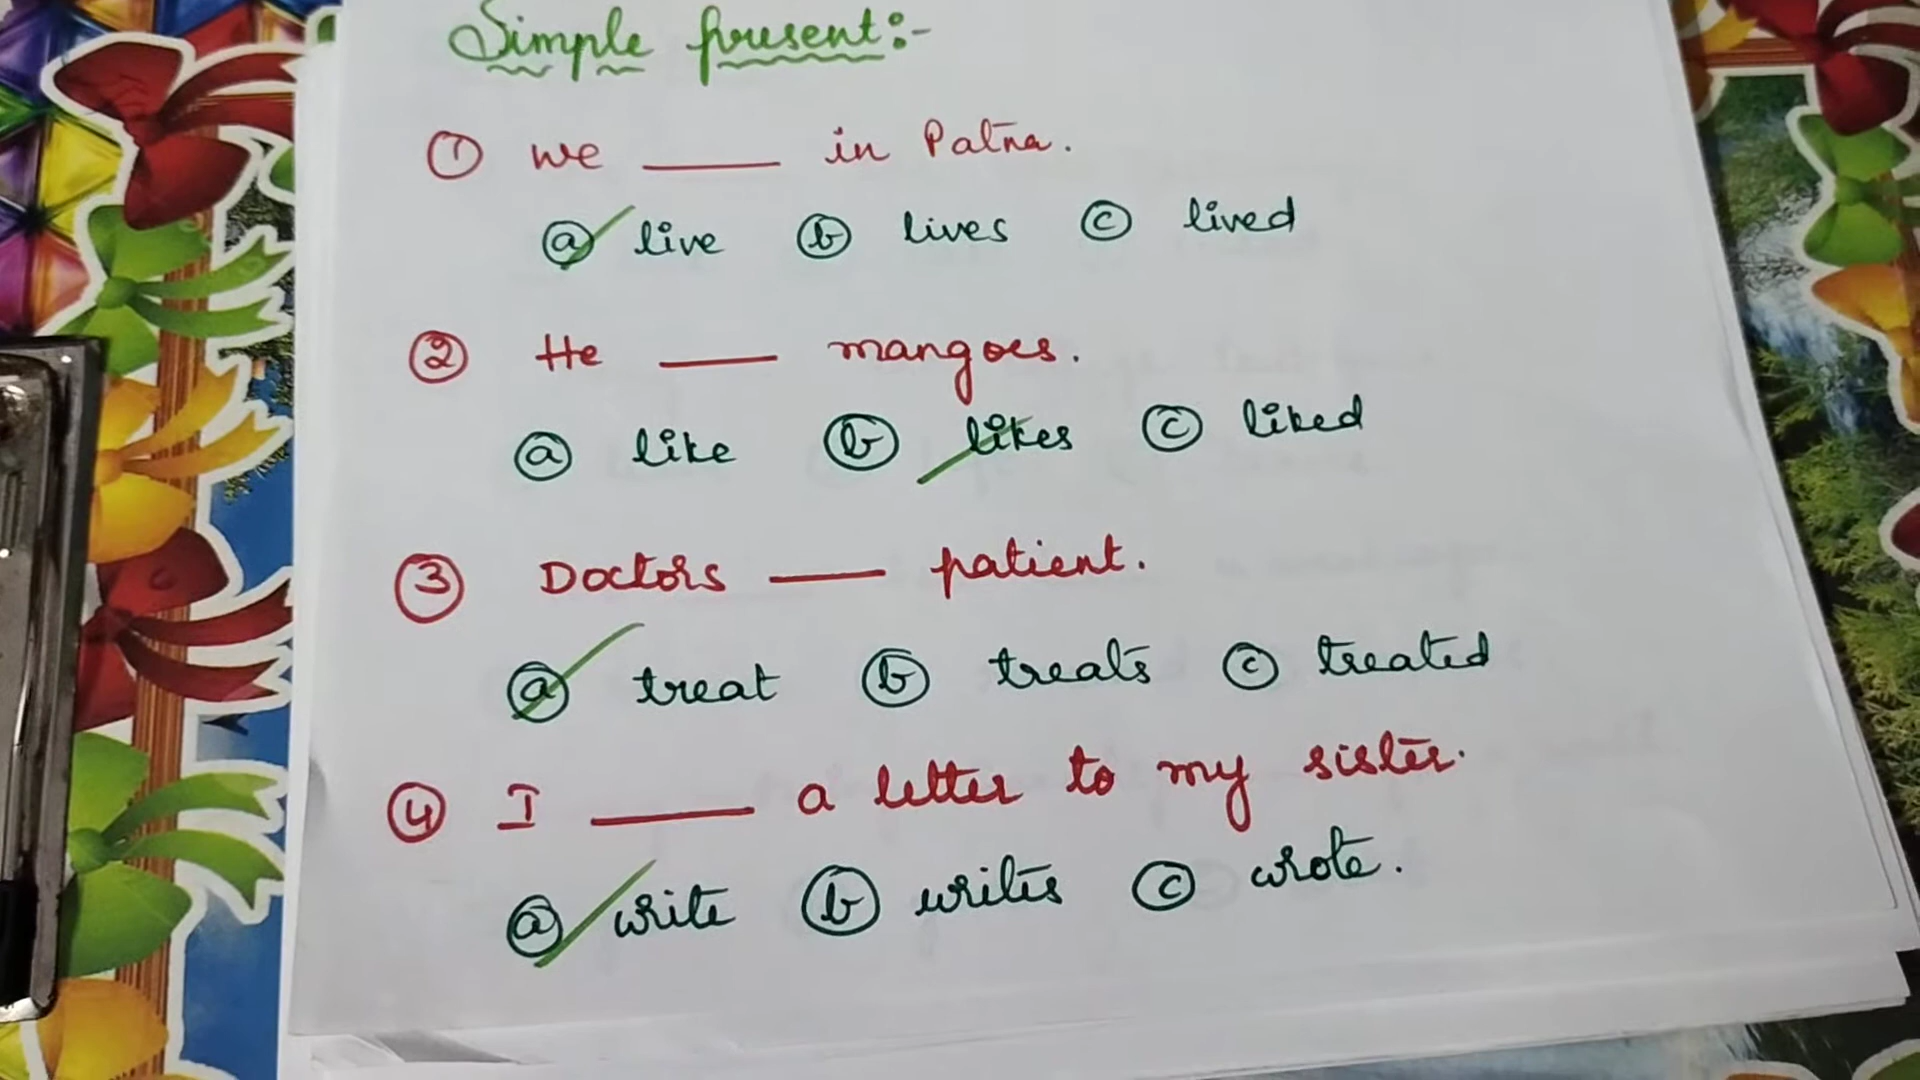 Simple present:-
① We ____ in Patna.
ⓐ live ⓑ lives ⓒ lived
② He ____ mangoes.
ⓐ like ⓑ likes ⓒ liked
③ Doctors ____ patient.
ⓐ treat ⓑ treats ⓒ treated
④ I ____ a letter to my sister.
ⓐ write ⓑ writes ⓒ wrote.